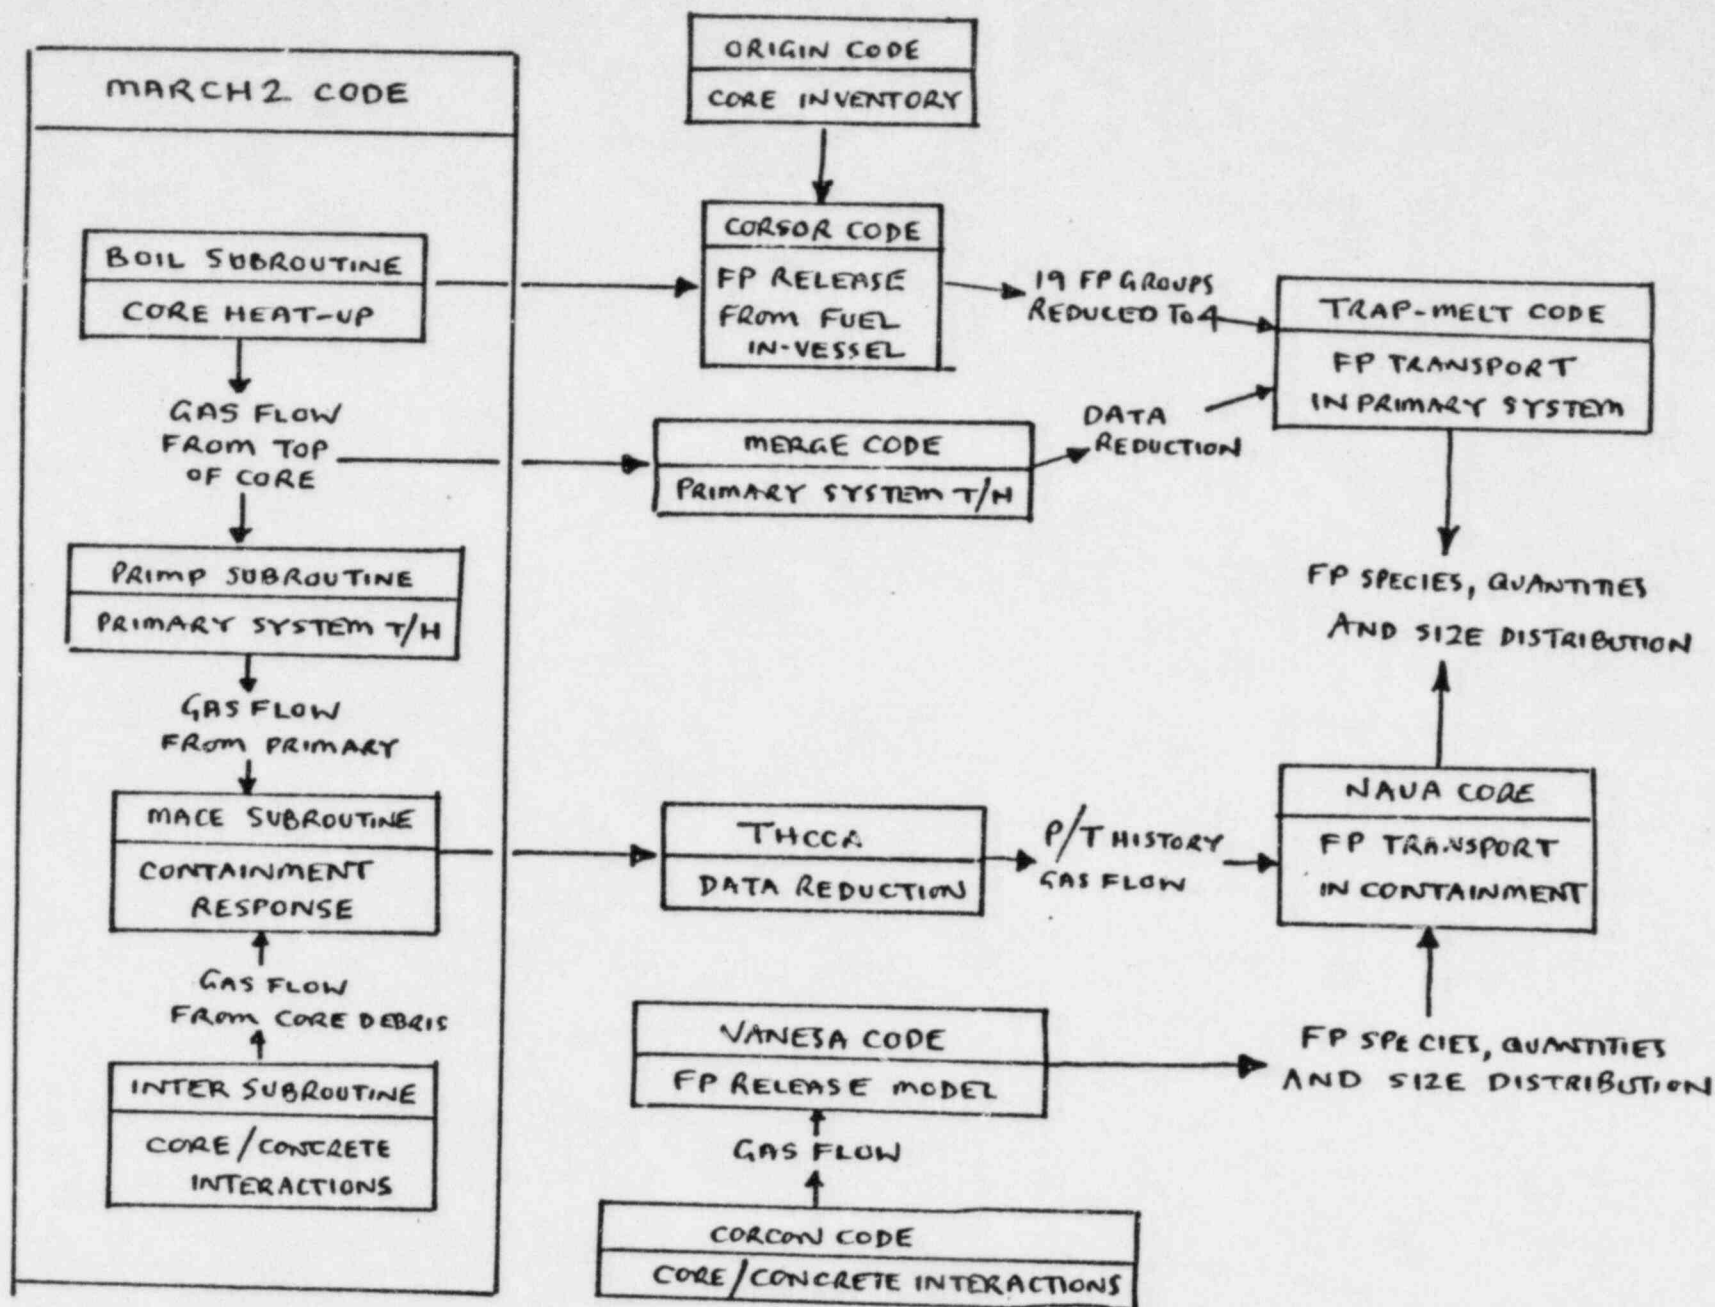 MARCH2 CODE
BOIL SUBROUTINE
CORE HEAT-UP
GAS FLOW
FROM TOP
OF CORE
PRIMP SUBROUTINE
PRIMARY SYSTEM T/H
GAS FLOW
FROM PRIMARY
MACE SUBROUTINE
CONTAINMENT
RESPONSE
GAS FLOW
FROM CORE DEBRIS
INTER SUBROUTINE
CORE/CONCRETE
INTERACTIONS
ORIGIN CODE
CORE INVENTORY
CORSOR CODE
FP RELEASE
FROM FUEL
IN-VESSEL
19 FP GROUPS
REDUCED TO 4
MERGE CODE
PRIMARY SYSTEM T/H
DATA
REDUCTION
TRAP-MELT CODE
FP TRANSPORT
IN PRIMARY SYSTEM
FP SPECIES, QUANTITIES
AND SIZE DISTRIBUTION
THCCA
DATA REDUCTION
P/T HISTORY
GAS FLOW
NAUA CORE
FP TRANSPORT
IN CONTAINMENT
VANESA CODE
FP RELEASE MODEL
FP SPECIES, QUANTITIES
AND SIZE DISTRIBUTION
GAS FLOW
CORCON CODE
CORE/CONCRETE INTERACTIONS